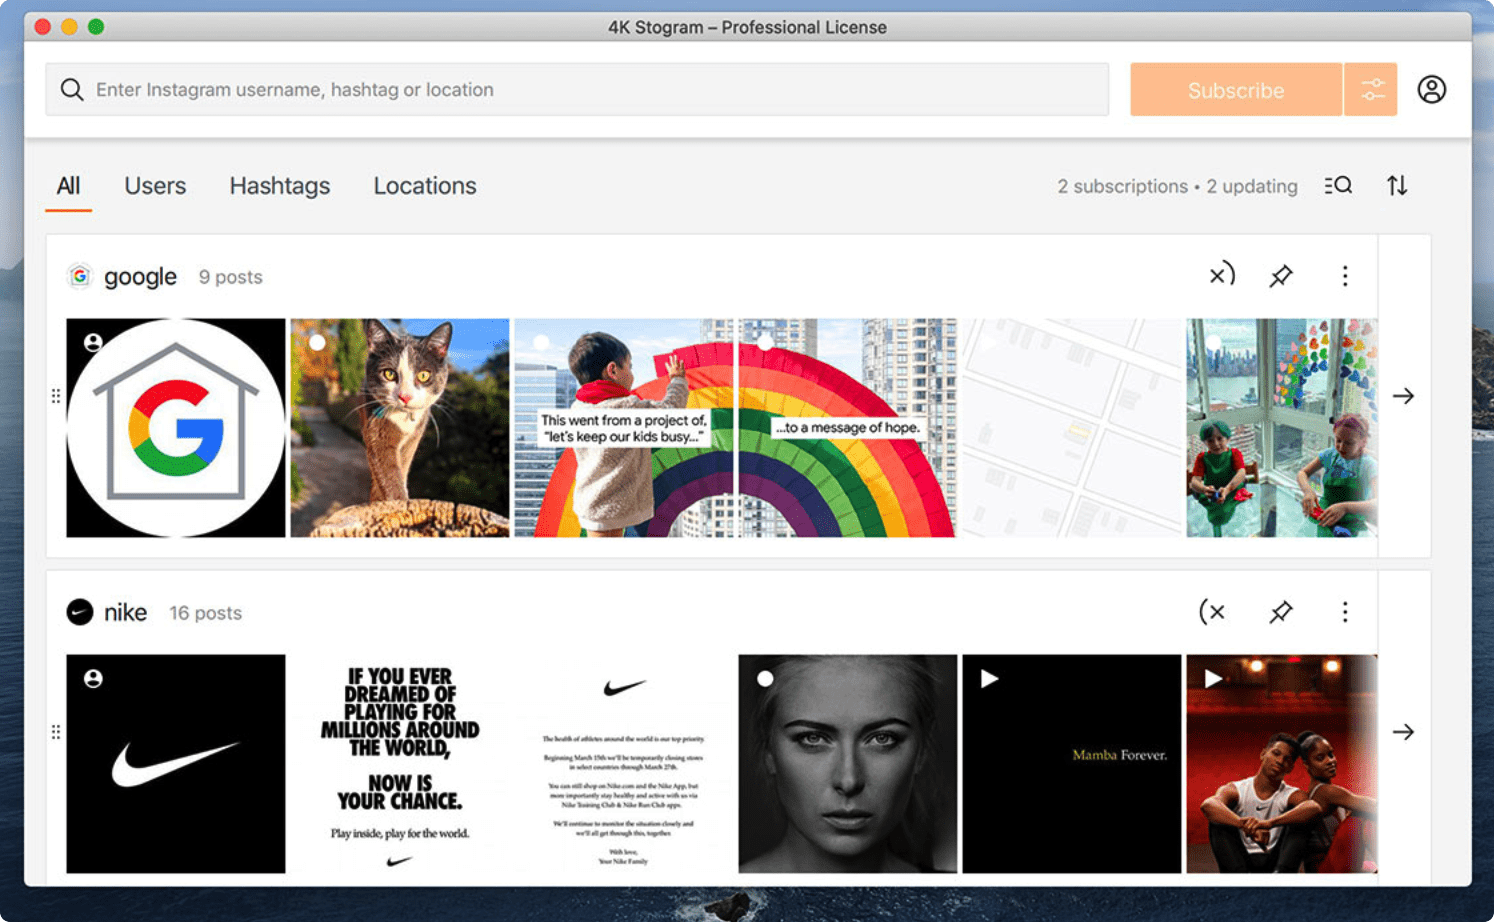 4K Stogram – Professional License
Enter Instagram username, hashtag or location
Subscribe
All
Users
Hashtags
Locations
2 subscriptions • 2 updating
google
9 posts
This went from a project of,
"let's keep our kids busy..."
...to a message of hope.
nike
16 posts
IF YOU EVER
DREAMED OF
PLAYING FOR
MILLIONS AROUND
THE WORLD,
NOW IS
YOUR CHANCE.
Play inside, play for the world.
The health of athletes around the world is our top priority.
Beginning March 15th we'll be temporarily closing stores
in select countries through March 27th.
You can still shop on Nike.com and the Nike App, but
more importantly stay healthy and active with us via
Nike Training Club & Nike Run Club apps.
We'll continue to monitor the situation closely and
we'll all get through this, together
With love,
Your Nike Family
Mamba Forever.